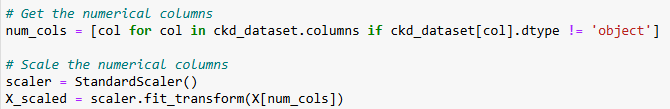 # Get the numerical columns
num_cols = [col for col in ckd_dataset.columns if ckd_dataset[col].dtype != 'object']
# Scale the numerical columns
scaler = StandardScaler()
X_scaled = scaler.fit_transform(X[num_cols])